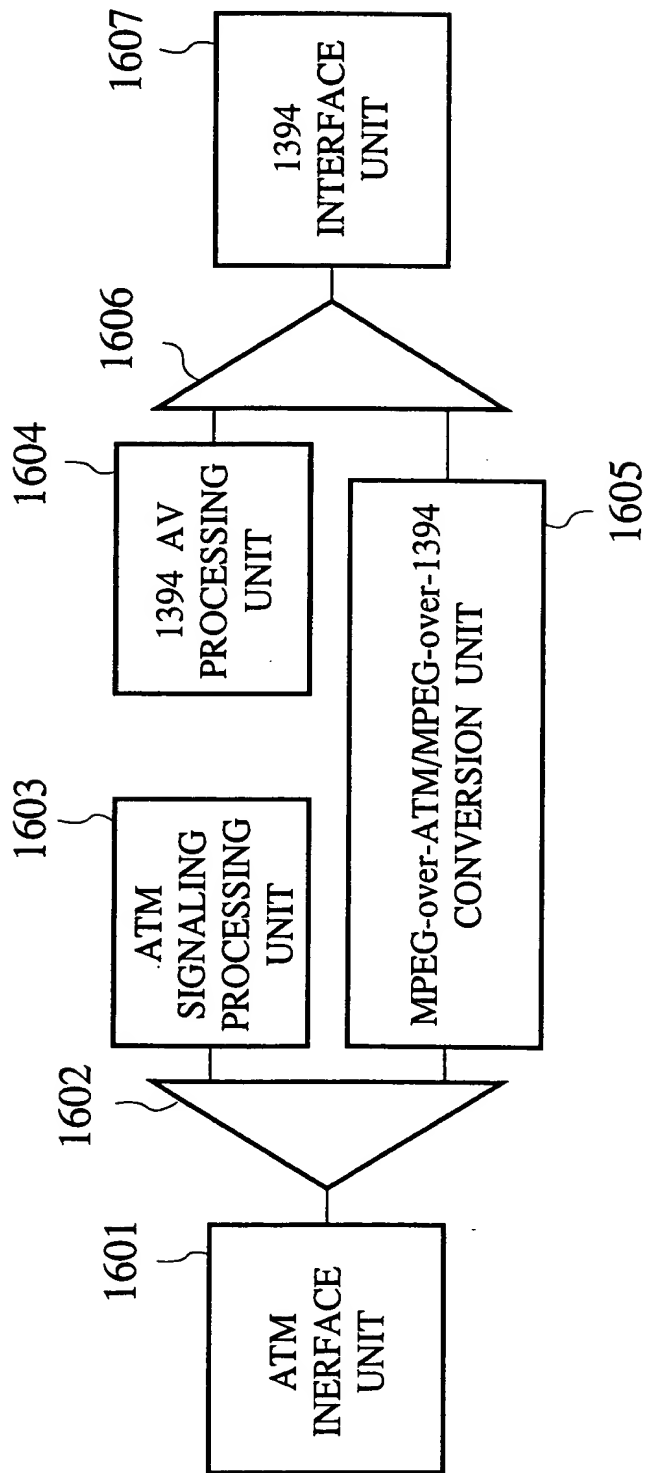 1601
ATM
INERFACE
UNIT
1602
1603
ATM
SIGNALING
PROCESSING
UNIT
1604
1394 AV
PROCESSING
UNIT
MPEG-over-ATM/MPEG-over-1394
CONVERSION UNIT
1605
1606
1607
1394
INTERFACE
UNIT